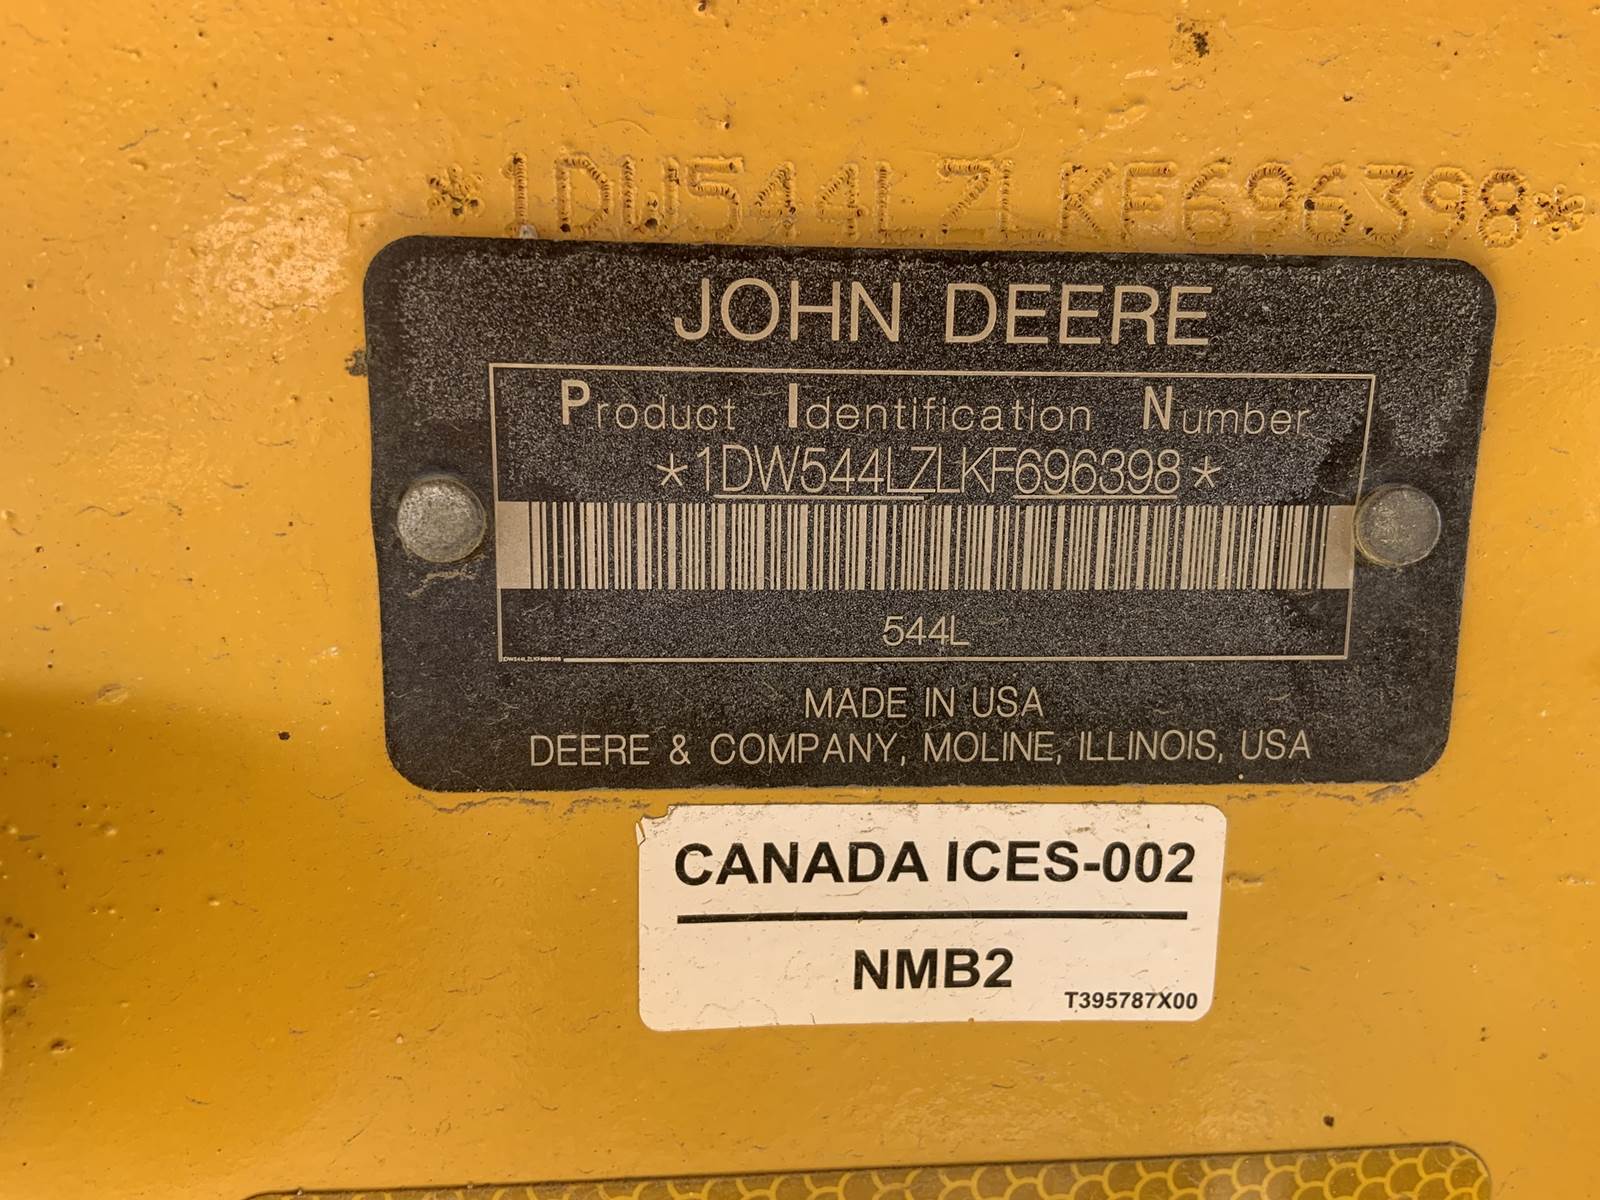 *1DW544LZLKF696398*
JOHN DEERE
Product Identification Number
*1DW544LZLKF696398*
544L
1DW544LZLKF696398
MADE IN USA
DEERE & COMPANY, MOLINE, ILLINOIS, USA
CANADA ICES-002
NMB2
T395787X00